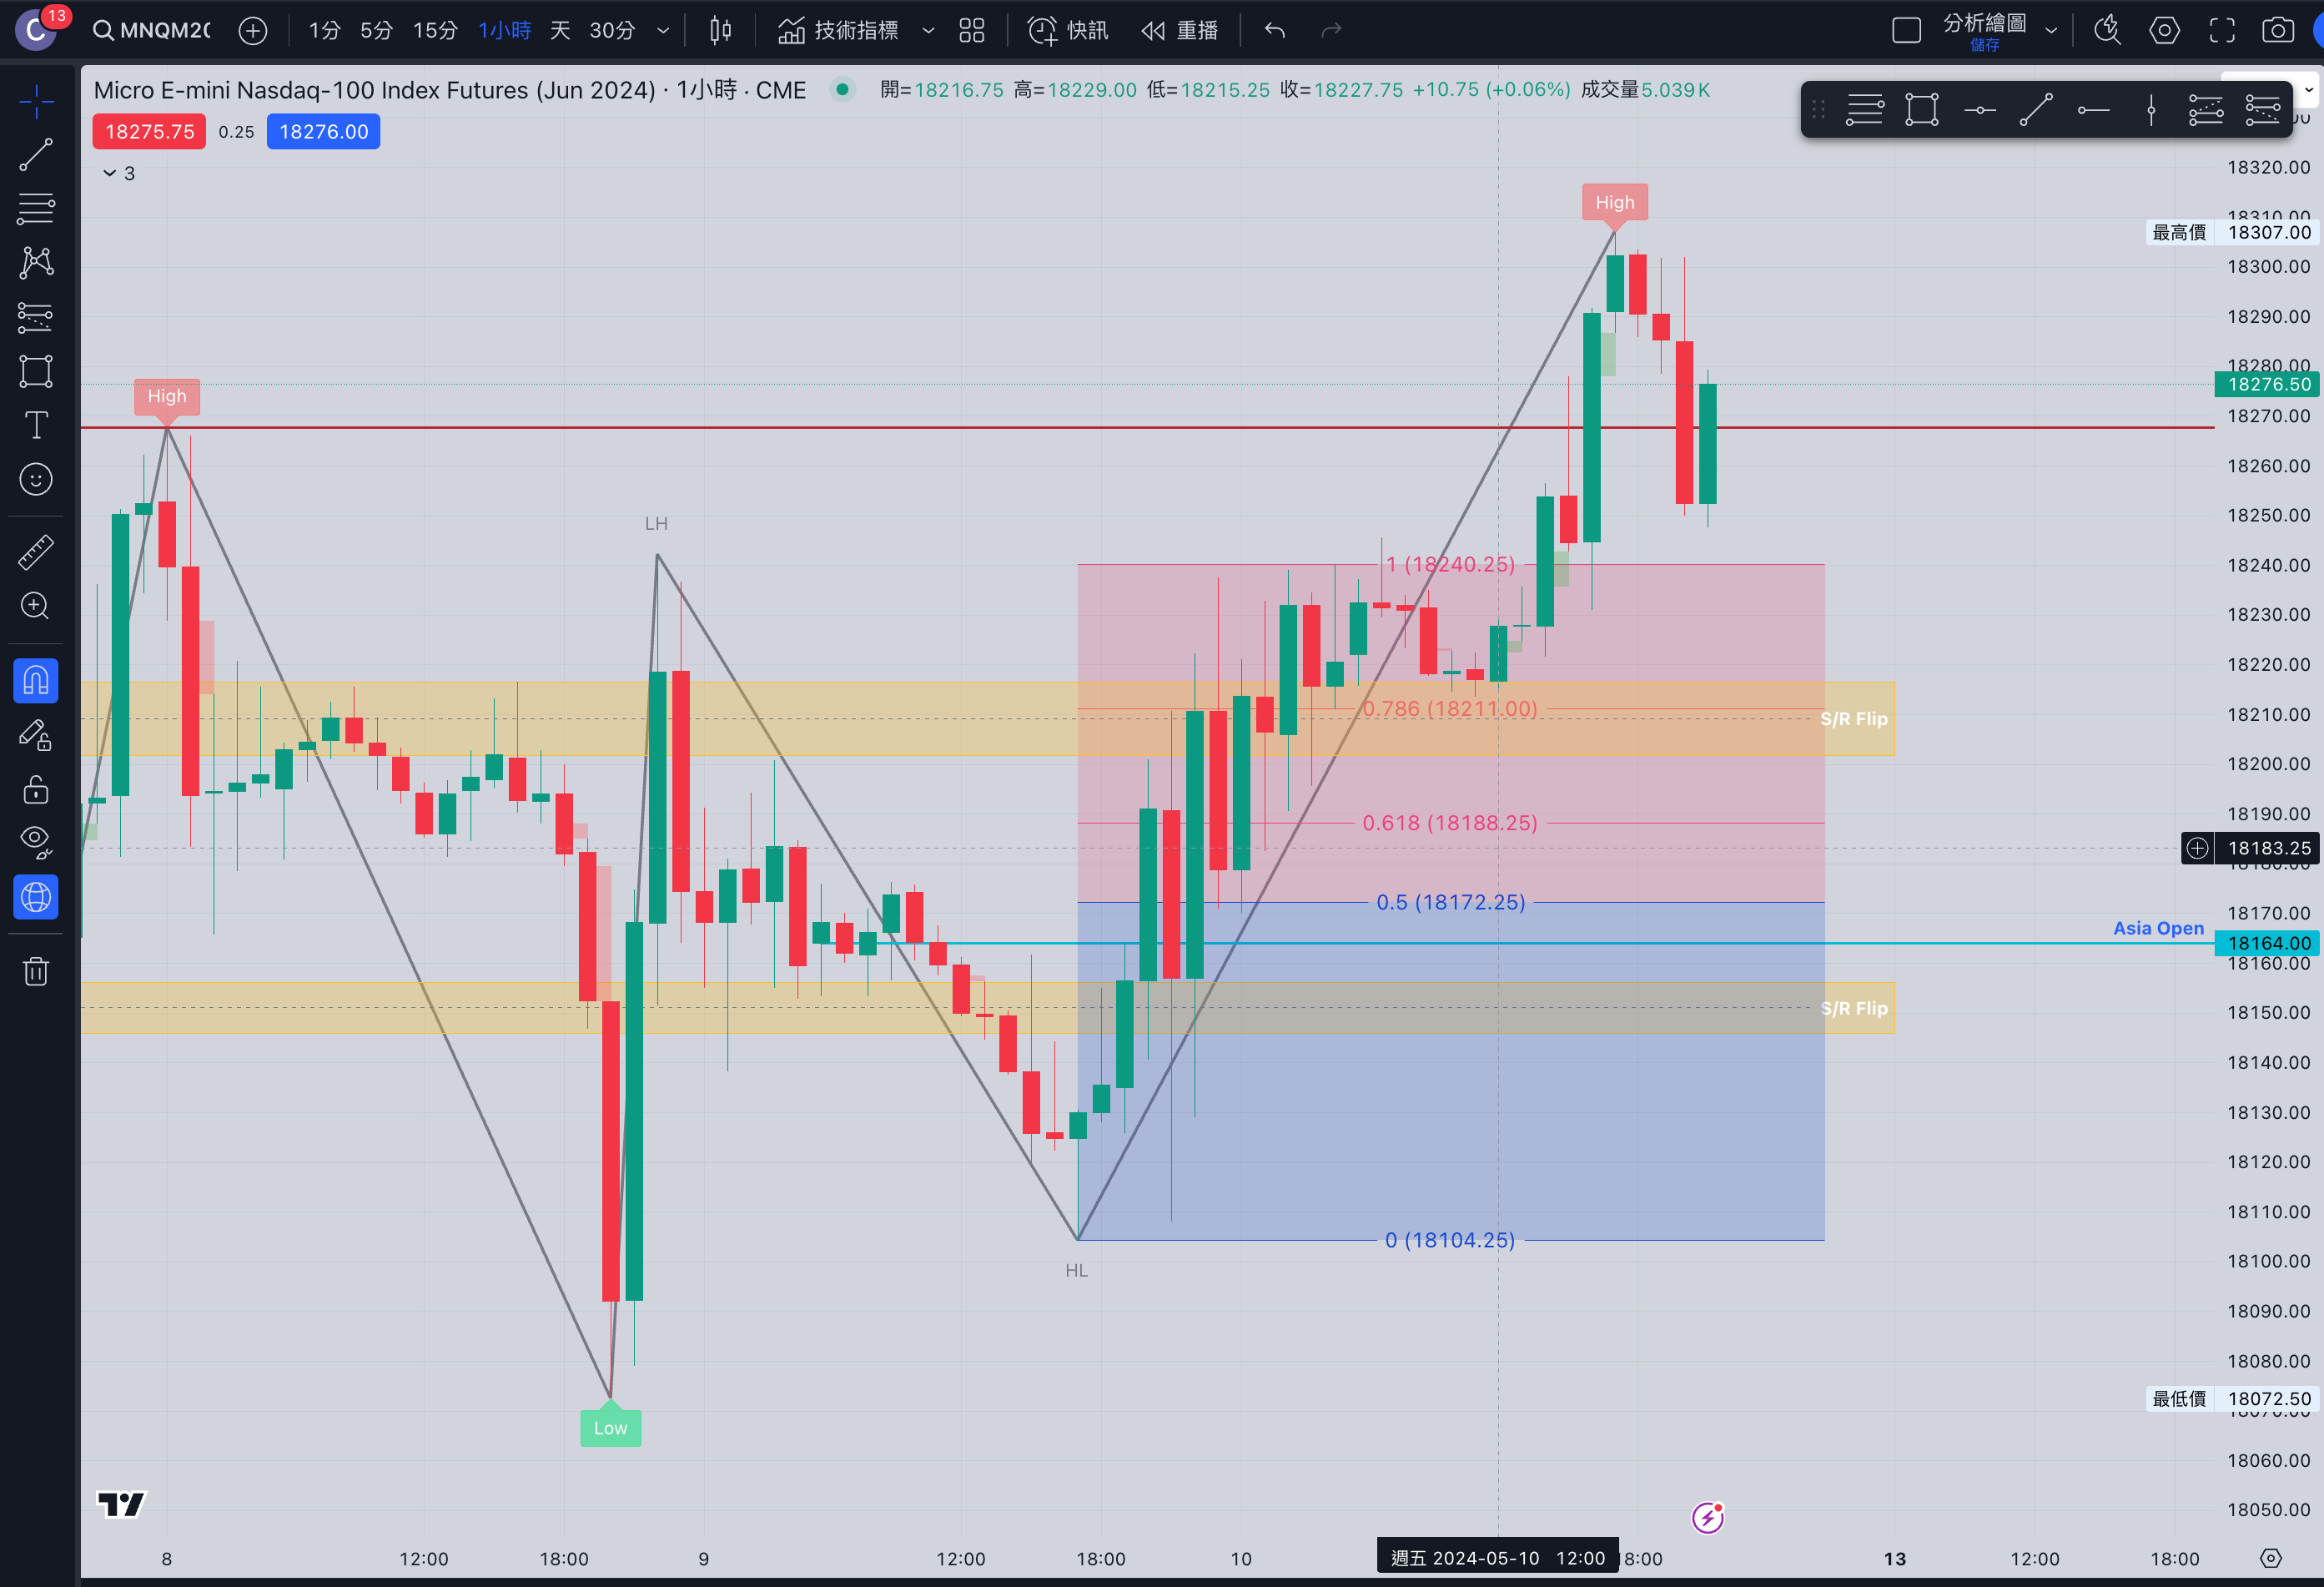 C
13
MNQM2
1分 5分 15分 1小時 天 30分
技術指標
快訊
重播
分析繪圖
儲存
Micro E-mini Nasdaq-100 Index Futures (Jun 2024) · 1小時 · CME
開=18216.75 高=18229.00 低=18215.25 收=18227.75 +10.75 (+0.06%) 成交量5.039K
18275.75 0.25 18276.00
3
18320.00
High
18310.00
最高價 18307.00
18300.00
18290.00
18280.00
18276.50
High
18270.00
18260.00
18250.00
LH
1 (18240.25)
18240.00
18230.00
18220.00
0.786 (18211.00)
18210.00
S/R Flip
18200.00
18190.00
0.618 (18188.25)
18183.25
18180.00
0.5 (18172.25)
18170.00
Asia Open
18164.00
18160.00
S/R Flip
18150.00
18140.00
18130.00
18120.00
18110.00
0 (18104.25)
18100.00
HL
18090.00
18080.00
最低價 18072.50
18070.00
Low
18060.00
18050.00
8 12:00 18:00 9 12:00 18:00 10 週五 2024-05-10 12:00 8:00 13 12:00 18:00